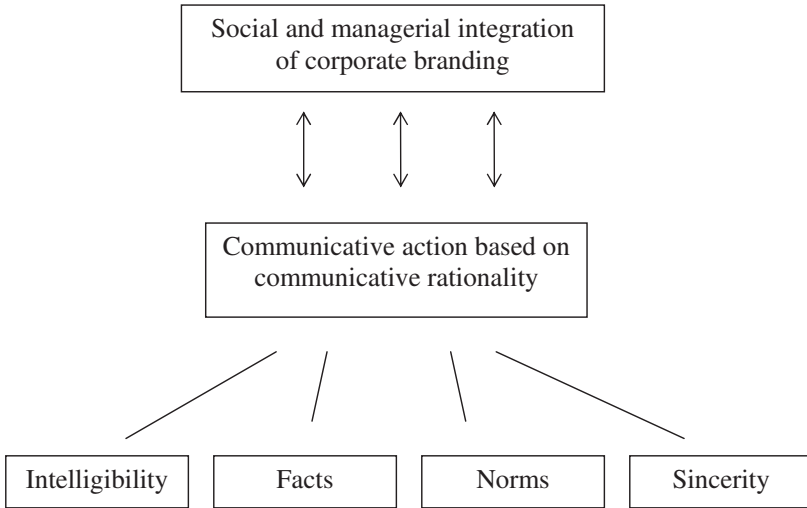 Social and managerial integration
of corporate branding
Communicative action based on
communicative rationality
Intelligibility
Facts
Norms
Sincerity